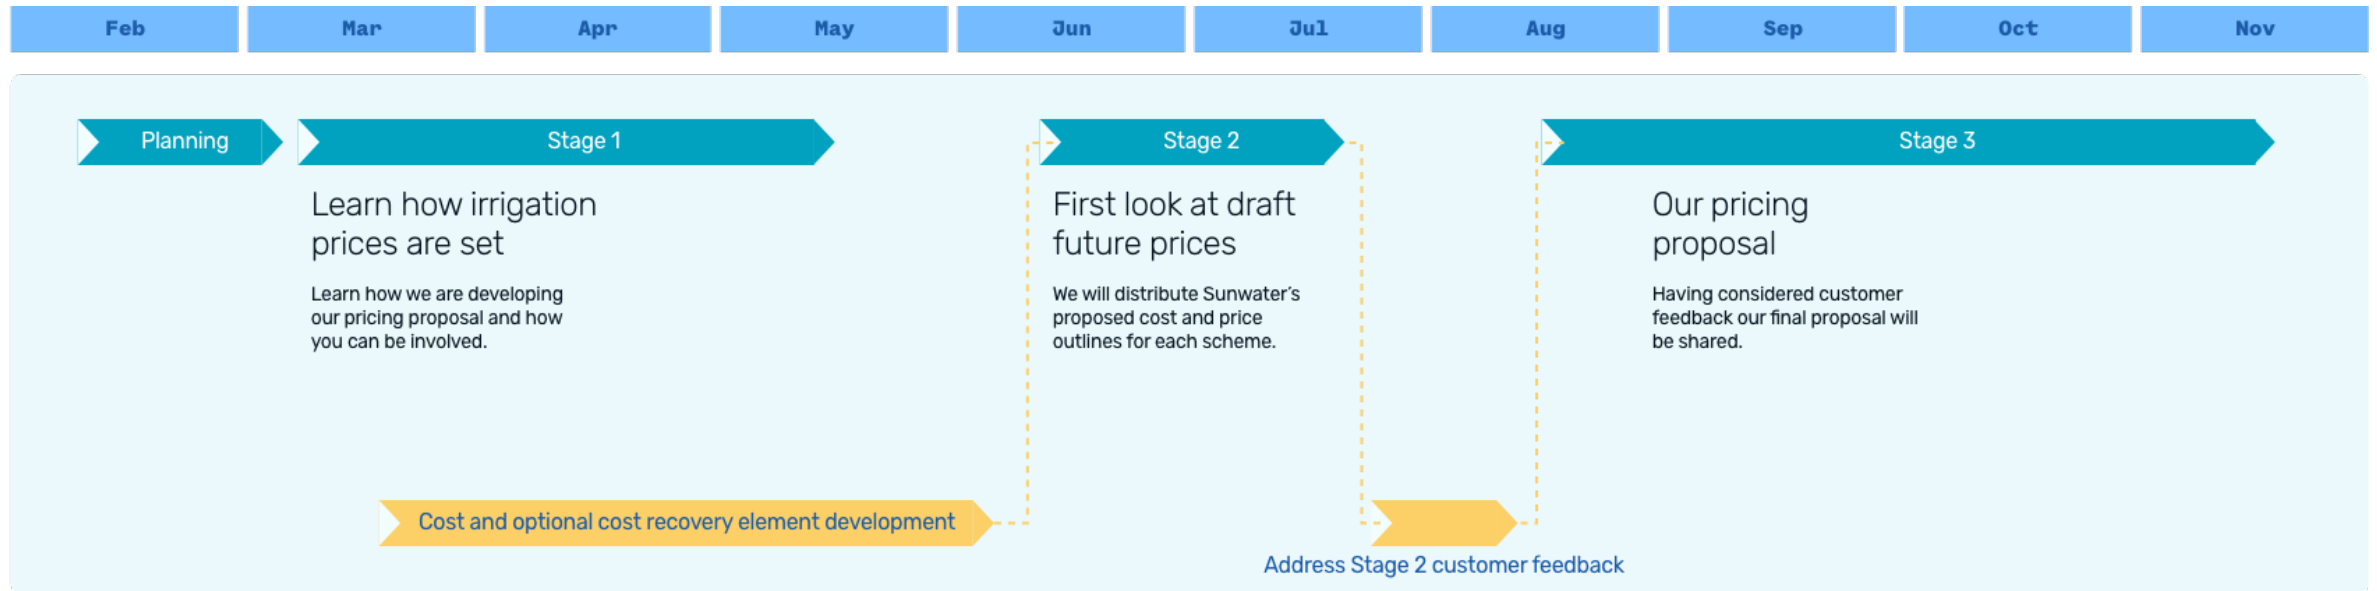 Feb Mar Apr May Jun Jul Aug Sep Oct Nov
Planning
Stage 1
Stage 2
Stage 3
Learn how irrigation
prices are set
Learn how we are developing
our pricing proposal and how
you can be involved.
First look at draft
future prices
We will distribute Sunwater’s
proposed cost and price
outlines for each scheme.
Our pricing
proposal
Having considered customer
feedback our final proposal will
be shared.
Cost and optional cost recovery element development
Address Stage 2 customer feedback